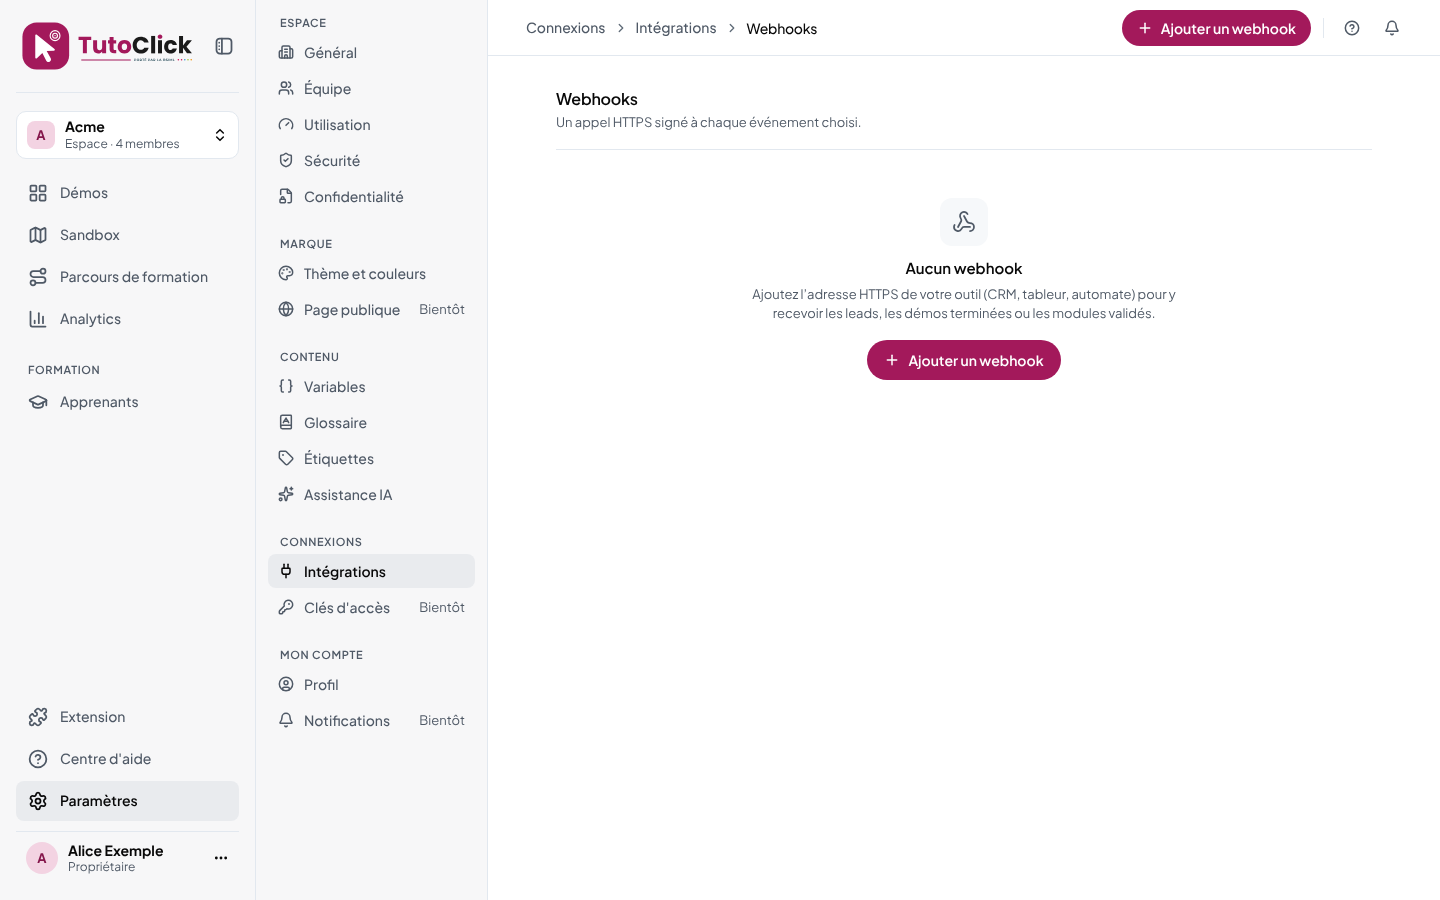 TutoClick
Acme
Espace · 4 membres
Démos
Sandbox
Parcours de formation
Analytics
FORMATION
Apprenants
Extension
Centre d'aide
Paramètres
Alice Exemple
Propriétaire
ESPACE
Général
Équipe
Utilisation
Sécurité
Confidentialité
MARQUE
Thème et couleurs
Page publique Bientôt
CONTENU
Variables
Glossaire
Étiquettes
Assistance IA
CONNEXIONS
Intégrations
Clés d'accès Bientôt
MON COMPTE
Profil
Notifications Bientôt
Connexions > Intégrations > Webhooks
+ Ajouter un webhook
Webhooks
Un appel HTTPS signé à chaque événement choisi.
Aucun webhook
Ajoutez l'adresse HTTPS de votre outil (CRM, tableur, automate) pour y
recevoir les leads, les démos terminées ou les modules validés.
+ Ajouter un webhook